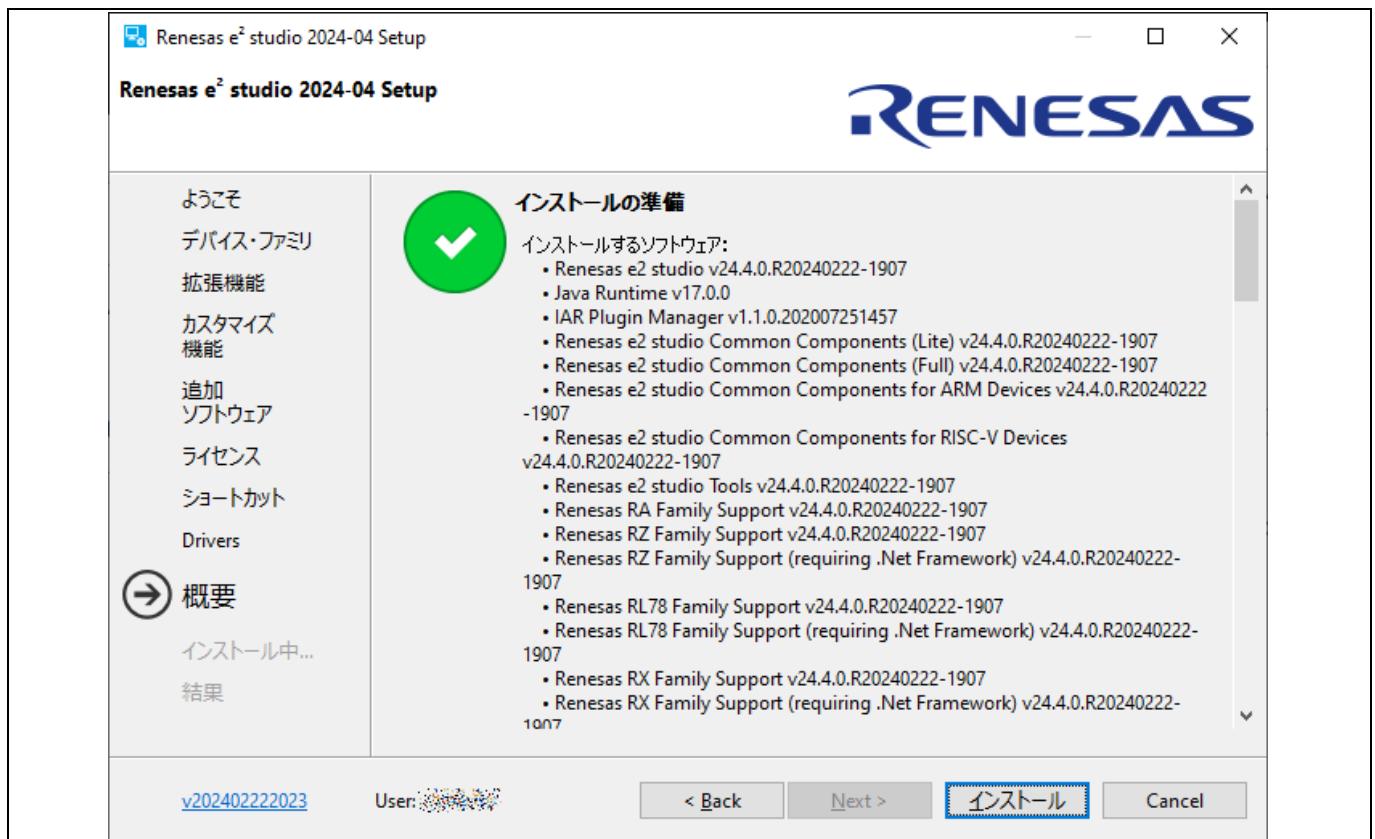 Renesas e² studio 2024-04 Setup
Renesas e² studio 2024-04 Setup
RENESAS
ようこそ
デバイス・ファミリ
拡張機能
カスタマイズ
機能
追加
ソフトウェア
ライセンス
ショートカット
Drivers
概要
インストール中...
結果
インストールの準備
インストールするソフトウェア:
• Renesas e2 studio v24.4.0.R20240222-1907
• Java Runtime v17.0.0
• IAR Plugin Manager v1.1.0.202007251457
• Renesas e2 studio Common Components (Lite) v24.4.0.R20240222-1907
• Renesas e2 studio Common Components (Full) v24.4.0.R20240222-1907
• Renesas e2 studio Common Components for ARM Devices v24.4.0.R20240222
-1907
• Renesas e2 studio Common Components for RISC-V Devices
v24.4.0.R20240222-1907
• Renesas e2 studio Tools v24.4.0.R20240222-1907
• Renesas RA Family Support v24.4.0.R20240222-1907
• Renesas RZ Family Support v24.4.0.R20240222-1907
• Renesas RZ Family Support (requiring .Net Framework) v24.4.0.R20240222-
1907
• Renesas RL78 Family Support v24.4.0.R20240222-1907
• Renesas RL78 Family Support (requiring .Net Framework) v24.4.0.R20240222-
1907
• Renesas RX Family Support v24.4.0.R20240222-1907
• Renesas RX Family Support (requiring .Net Framework) v24.4.0.R20240222-
1907
v202402222023
User:
< Back
Next >
インストール
Cancel